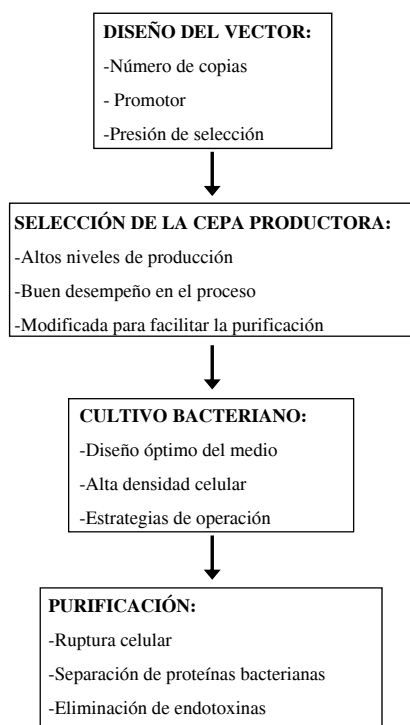 DISEÑO DEL VECTOR:
-Número de copias
- Promotor
-Presión de selección
SELECCIÓN DE LA CEPA PRODUCTORA:
-Altos niveles de producción
-Buen desempeño en el proceso
-Modificada para facilitar la purificación
CULTIVO BACTERIANO:
-Diseño óptimo del medio
-Alta densidad celular
-Estrategias de operación
PURIFICACIÓN:
-Ruptura celular
-Separación de proteínas bacterianas
-Eliminación de endotoxinas